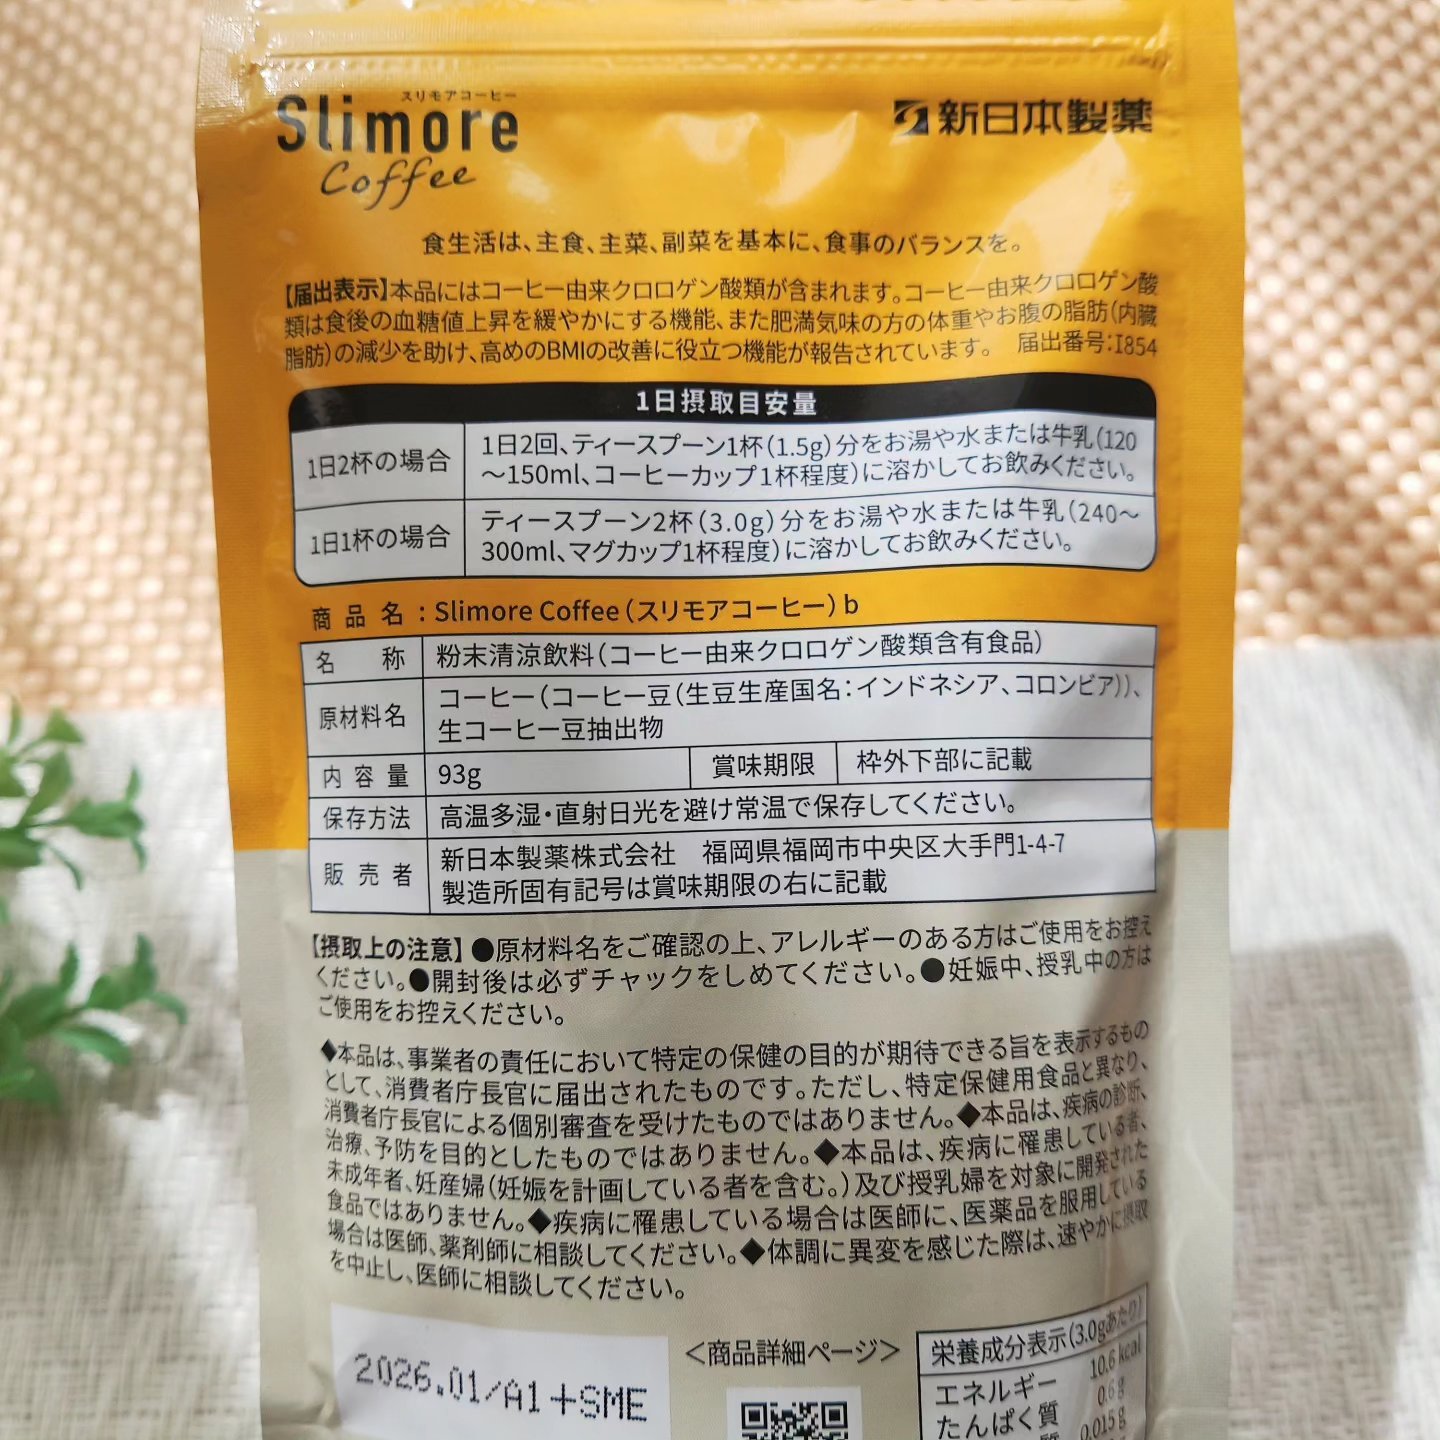 スリモアコーヒー
Slimore
Coffee
新日本製薬
食生活は、主食、主菜、副菜を基本に、食事のバランスを。
【届出表示】本品にはコーヒー由来クロロゲン酸類が含まれます。コーヒー由来クロロゲン酸
類は食後の血糖値上昇を緩やかにする機能、また肥満気味の方の体重やお腹の脂肪(内臓
脂肪)の減少を助け、高めのBMIの改善に役立つ機能が報告されています。 届出番号:I854
1日摂取目安量
1日2杯の場合
1日2回、ティースプーン1杯(1.5g)分をお湯や水または牛乳(120
～150ml、コーヒーカップ1杯程度)に溶かしてお飲みください。
1日1杯の場合
ティースプーン2杯(3.0g)分をお湯や水または牛乳(240～
300ml、マグカップ1杯程度)に溶かしてお飲みください。
商品名:Slimore Coffee(スリモアコーヒー)b
名称 粉末清涼飲料(コーヒー由来クロロゲン酸類含有食品)
原材料名
コーヒー(コーヒー豆(生豆生産国名:インドネシア、コロンビア))、
生コーヒー豆抽出物
内容量 93g 賞味期限 枠外下部に記載
保存方法 高温多湿・直射日光を避け常温で保存してください。
販売者
新日本製薬株式会社 福岡県福岡市中央区大手門1-4-7
製造所固有記号は賞味期限の右に記載
【摂取上の注意】●原材料名をご確認の上、アレルギーのある方はご使用をお控え
ください。●開封後は必ずチャックをしめてください。●妊娠中、授乳中の方は
ご使用をお控えください。
◆本品は、事業者の責任において特定の保健の目的が期待できる旨を表示するもの
として、消費者庁長官に届出されたものです。ただし、特定保健用食品と異なり、
消費者庁長官による個別審査を受けたものではありません。◆本品は、疾病の診断、
治療、予防を目的としたものではありません。◆本品は、疾病に罹患している者、
未成年者、妊産婦(妊娠を計画している者を含む。)及び授乳婦を対象に開発された
食品ではありません。◆疾病に罹患している場合は医師に、医薬品を服用している
場合は医師、薬剤師に相談してください。◆体調に異変を感じた際は、速やかに摂取
を中止し、医師に相談してください。
2026.01/A1+SME
＜商品詳細ページ＞
栄養成分表示(3.0gあたり)
エネルギー 10.6kcal
たんぱく質 0.6g
0.015g